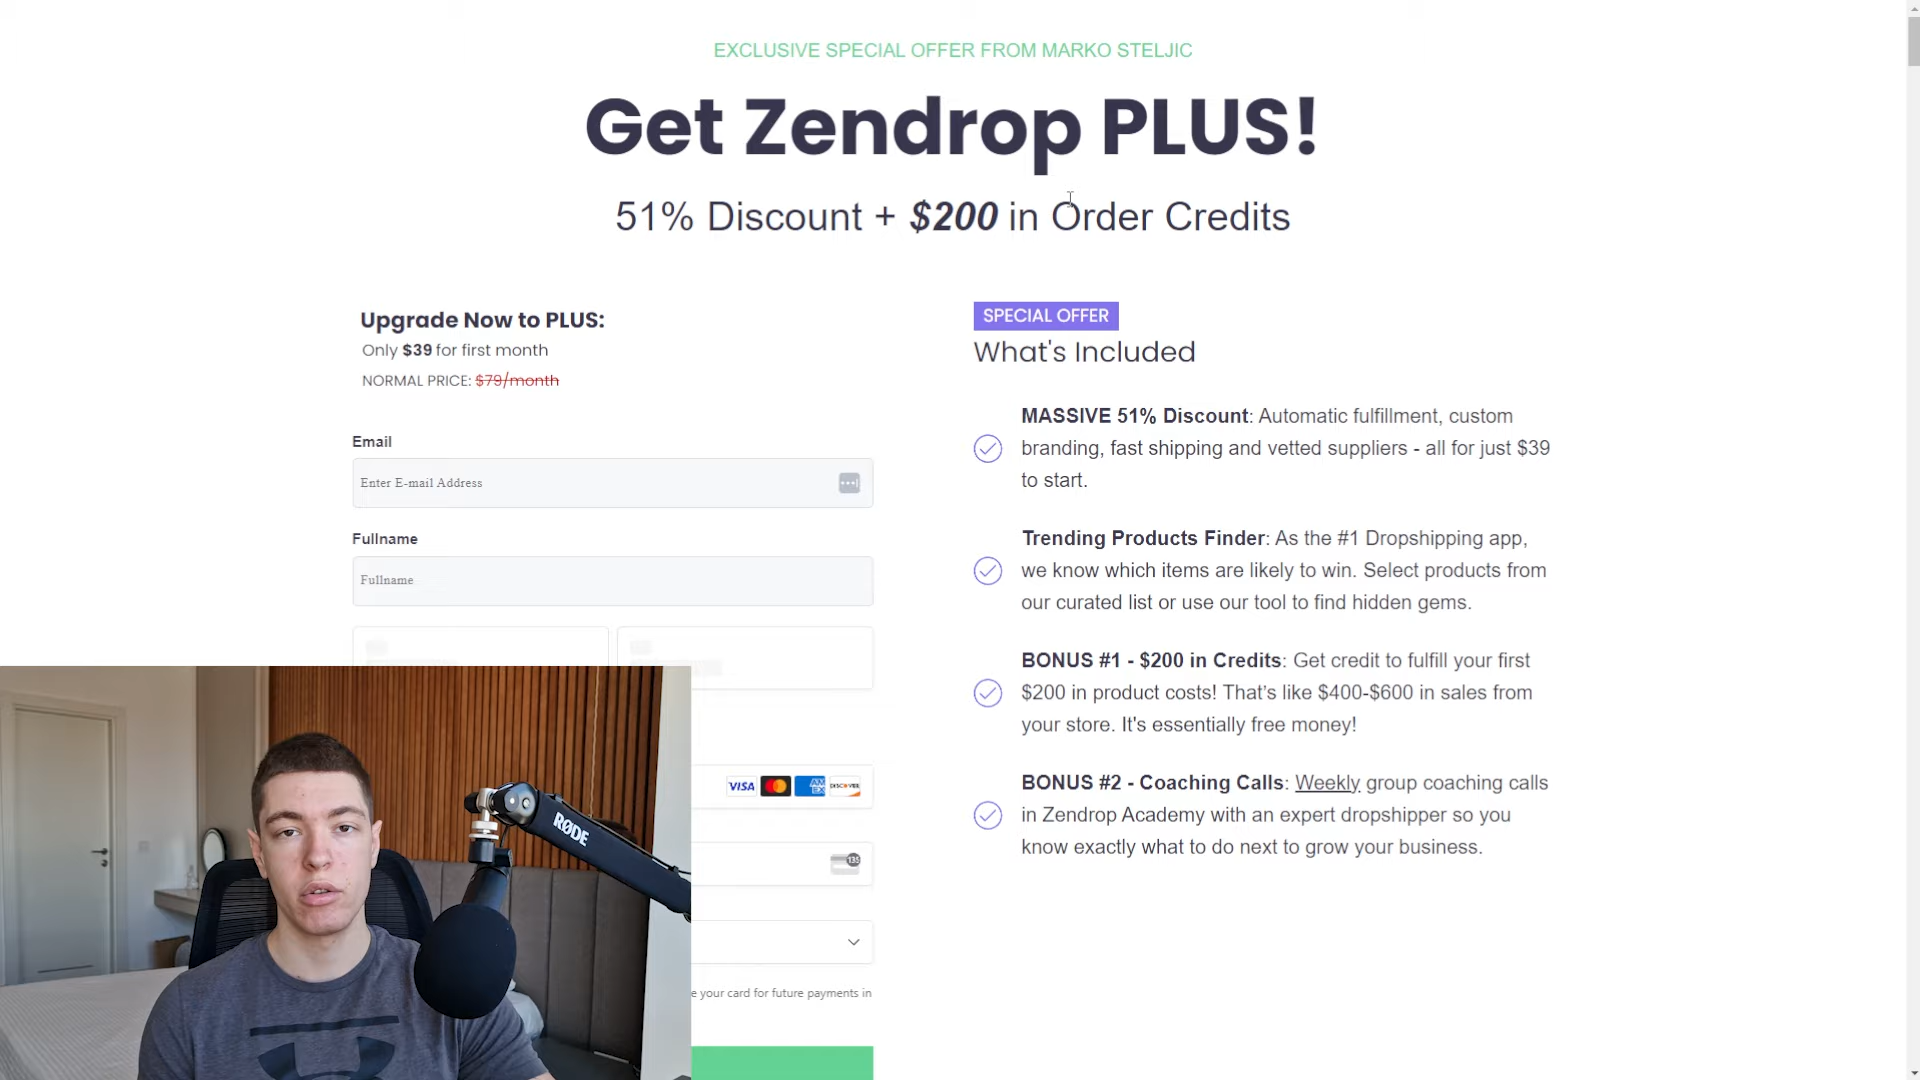 EXCLUSIVE SPECIAL OFFER FROM MARKO STELJIC
Get Zendrop PLUS!
51% Discount + $200 in Order Credits
Upgrade Now to PLUS:
Only $39 for first month
NORMAL PRICE: $79/month
Email
Enter E-mail Address
Fullname
Fullname
VISA
AM EX
DISCOVER
135
e your card for future payments in
SPECIAL OFFER
What's Included
MASSIVE 51% Discount: Automatic fulfillment, custom
branding, fast shipping and vetted suppliers - all for just $39
to start.
Trending Products Finder: As the #1 Dropshipping app,
we know which items are likely to win. Select products from
our curated list or use our tool to find hidden gems.
BONUS #1 - $200 in Credits: Get credit to fulfill your first
$200 in product costs! That's like $400-$600 in sales from
your store. It's essentially free money!
BONUS #2 - Coaching Calls: Weekly group coaching calls
in Zendrop Academy with an expert dropshipper so you
know exactly what to do next to grow your business.
RØDE